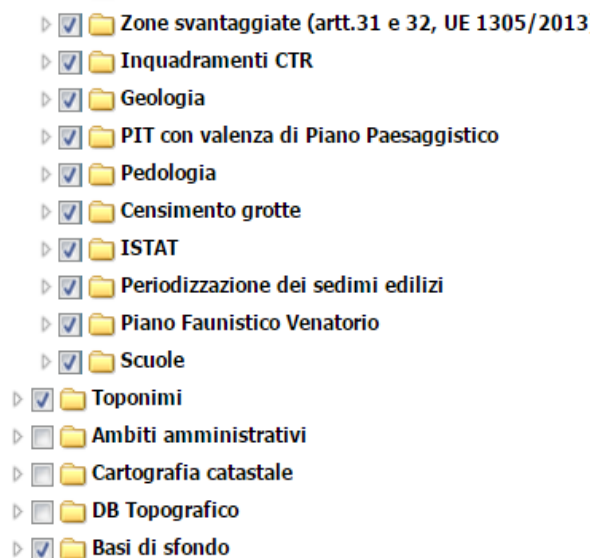 Zone svantaggiate (artt.31 e 32, UE 1305/2013
Inquadramenti CTR
Geologia
PIT con valenza di Piano Paesaggistico
Pedologia
Censimento grotte
ISTAT
Periodizzazione dei sedimi edilizi
Piano Faunistico Venatorio
Scuole
Toponimi
Ambiti amministrativi
Cartografia catastale
DB Topografico
Basi di sfondo